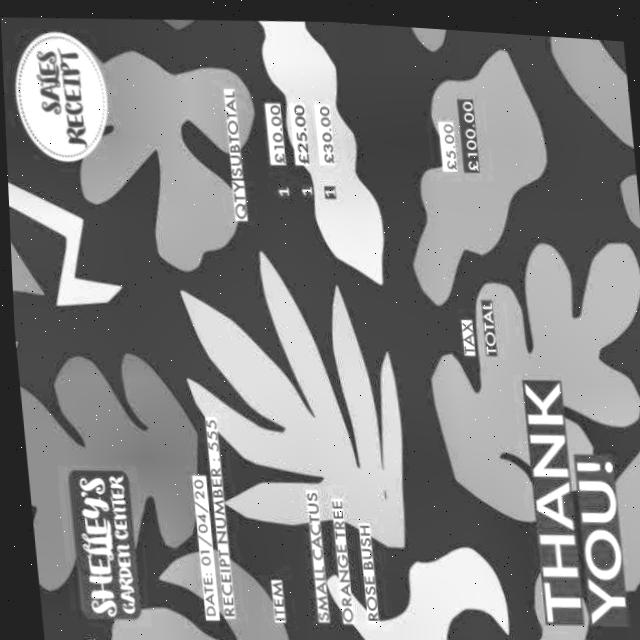 SHELLEY'S
GARDEN CENTER
SALES
RECEIPT
DATE: 01/04/20
RECEIPT NUMBER: 555
ITEM QTY|SUBTOTAL
SMALL CACTUS 1 £10.00
ORANGE TREE 1 £25.00
ROSE BUSH 1 £30.00
TAX £5.00
TOTAL £100.00
THANK
YOU!